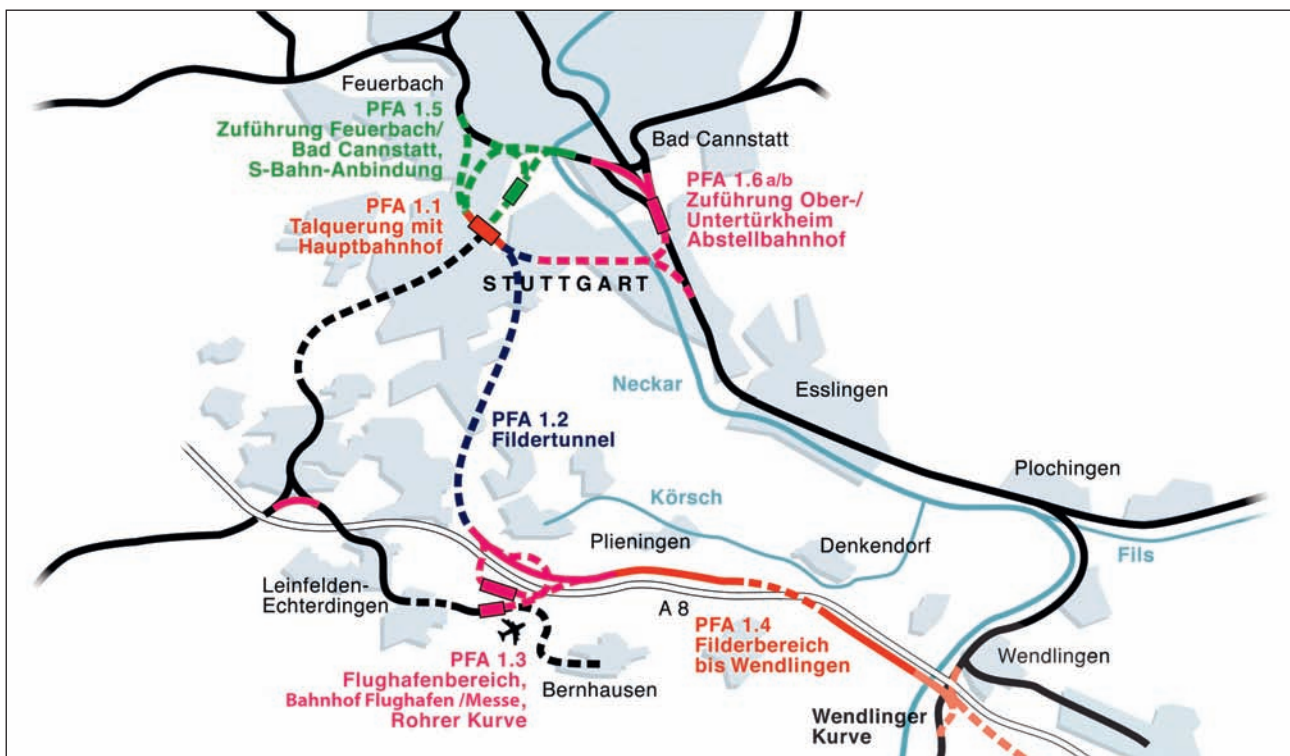 Feuerbach
PFA 1.5
Zuführung Feuerbach/
Bad Cannstatt,
S-Bahn-Anbindung
Bad Cannstatt
PFA 1.6 a/b
Zuführung Ober-/
Untertürkheim
Abstellbahnhof
PFA 1.1
Talquerung mit
Hauptbahnhof
STUTTGART
Neckar
Esslingen
PFA 1.2
Fildertunnel
Plochingen
Körsch
Plieningen
Denkendorf
Fils
Leinfelden-
Echterdingen
A 8
PFA 1.4
Filderbereich
bis Wendlingen
Wendlingen
PFA 1.3
Flughafenbereich,
Bahnhof Flughafen /Messe,
Rohrer Kurve
Bernhausen
Wendlinger
Kurve